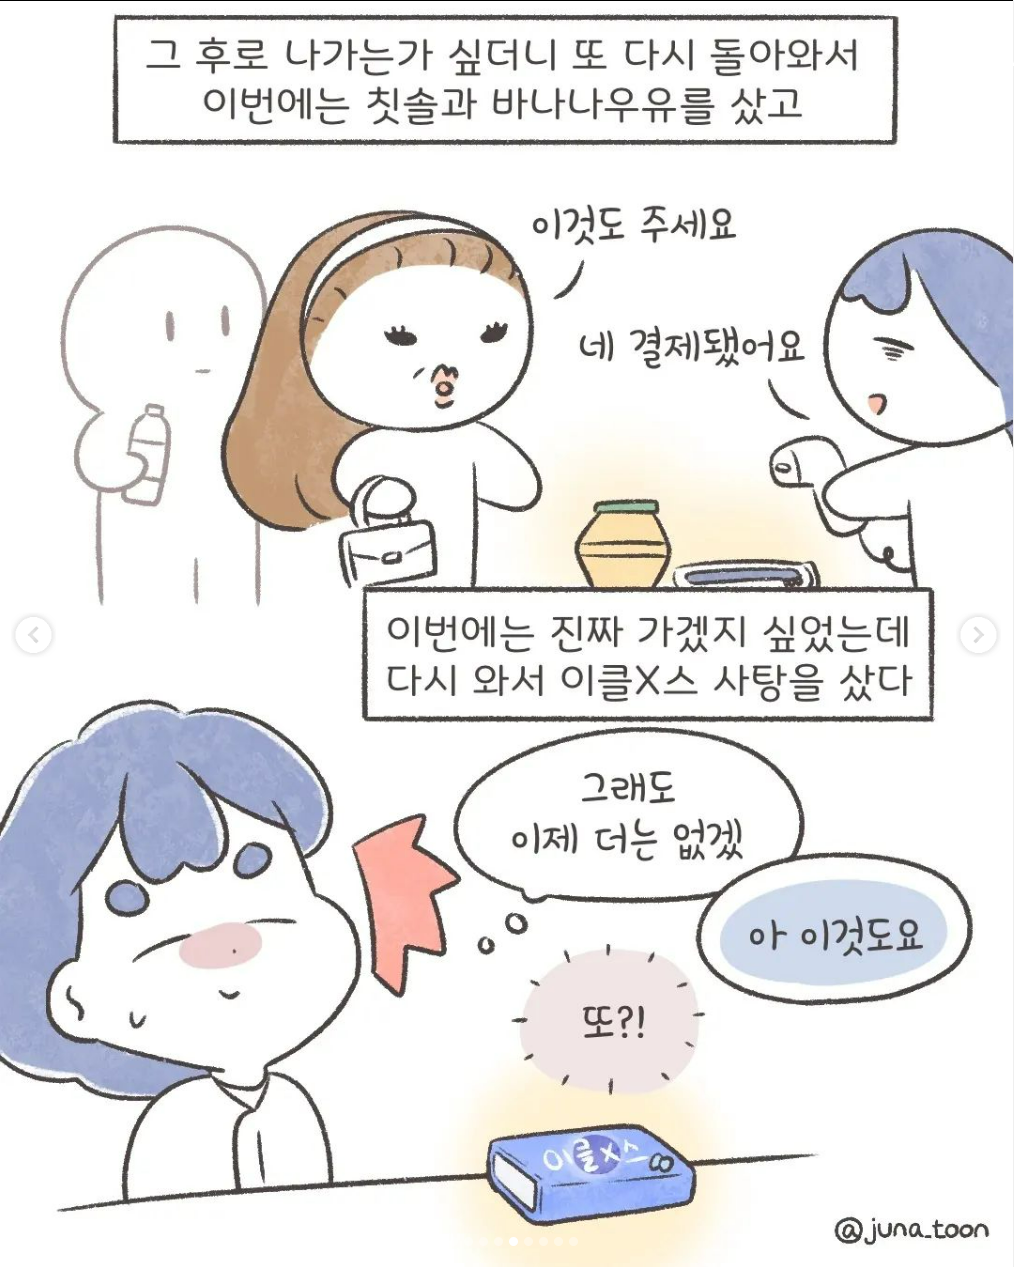 그 후로 나가는가 싶더니 또 다시 돌아와서
이번에는 칫솔과 바나나우유를 샀고
이것도 주세요
네 결제됐어요
이번에는 진짜 가겠지 싶었는데
다시 와서 이클X스 사탕을 샀다
그래도
이제 더는 없겠
아 이것도요
또?!
이클X스
@juna_toon